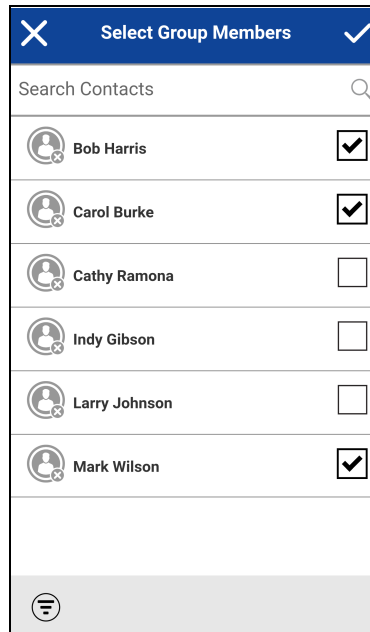 Select Group Members
Search Contacts
Bob Harris
Carol Burke
Cathy Ramona
Indy Gibson
Larry Johnson
Mark Wilson